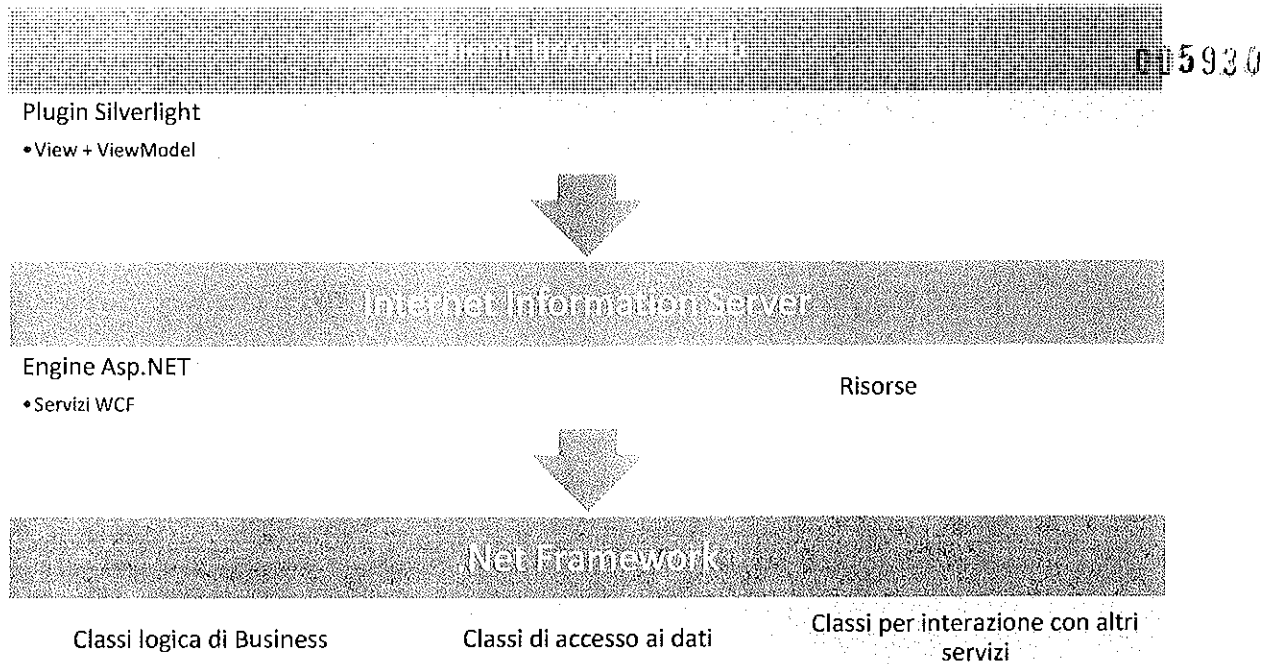 005930
Plugin Silverlight
•View + ViewModel
Internet Information Server
Engine Asp.NET
•Servizi WCF
Risorse
.Net Framework
Classi logica di Business
Classi di accesso ai dati
Classi per interazione con altri
servizi